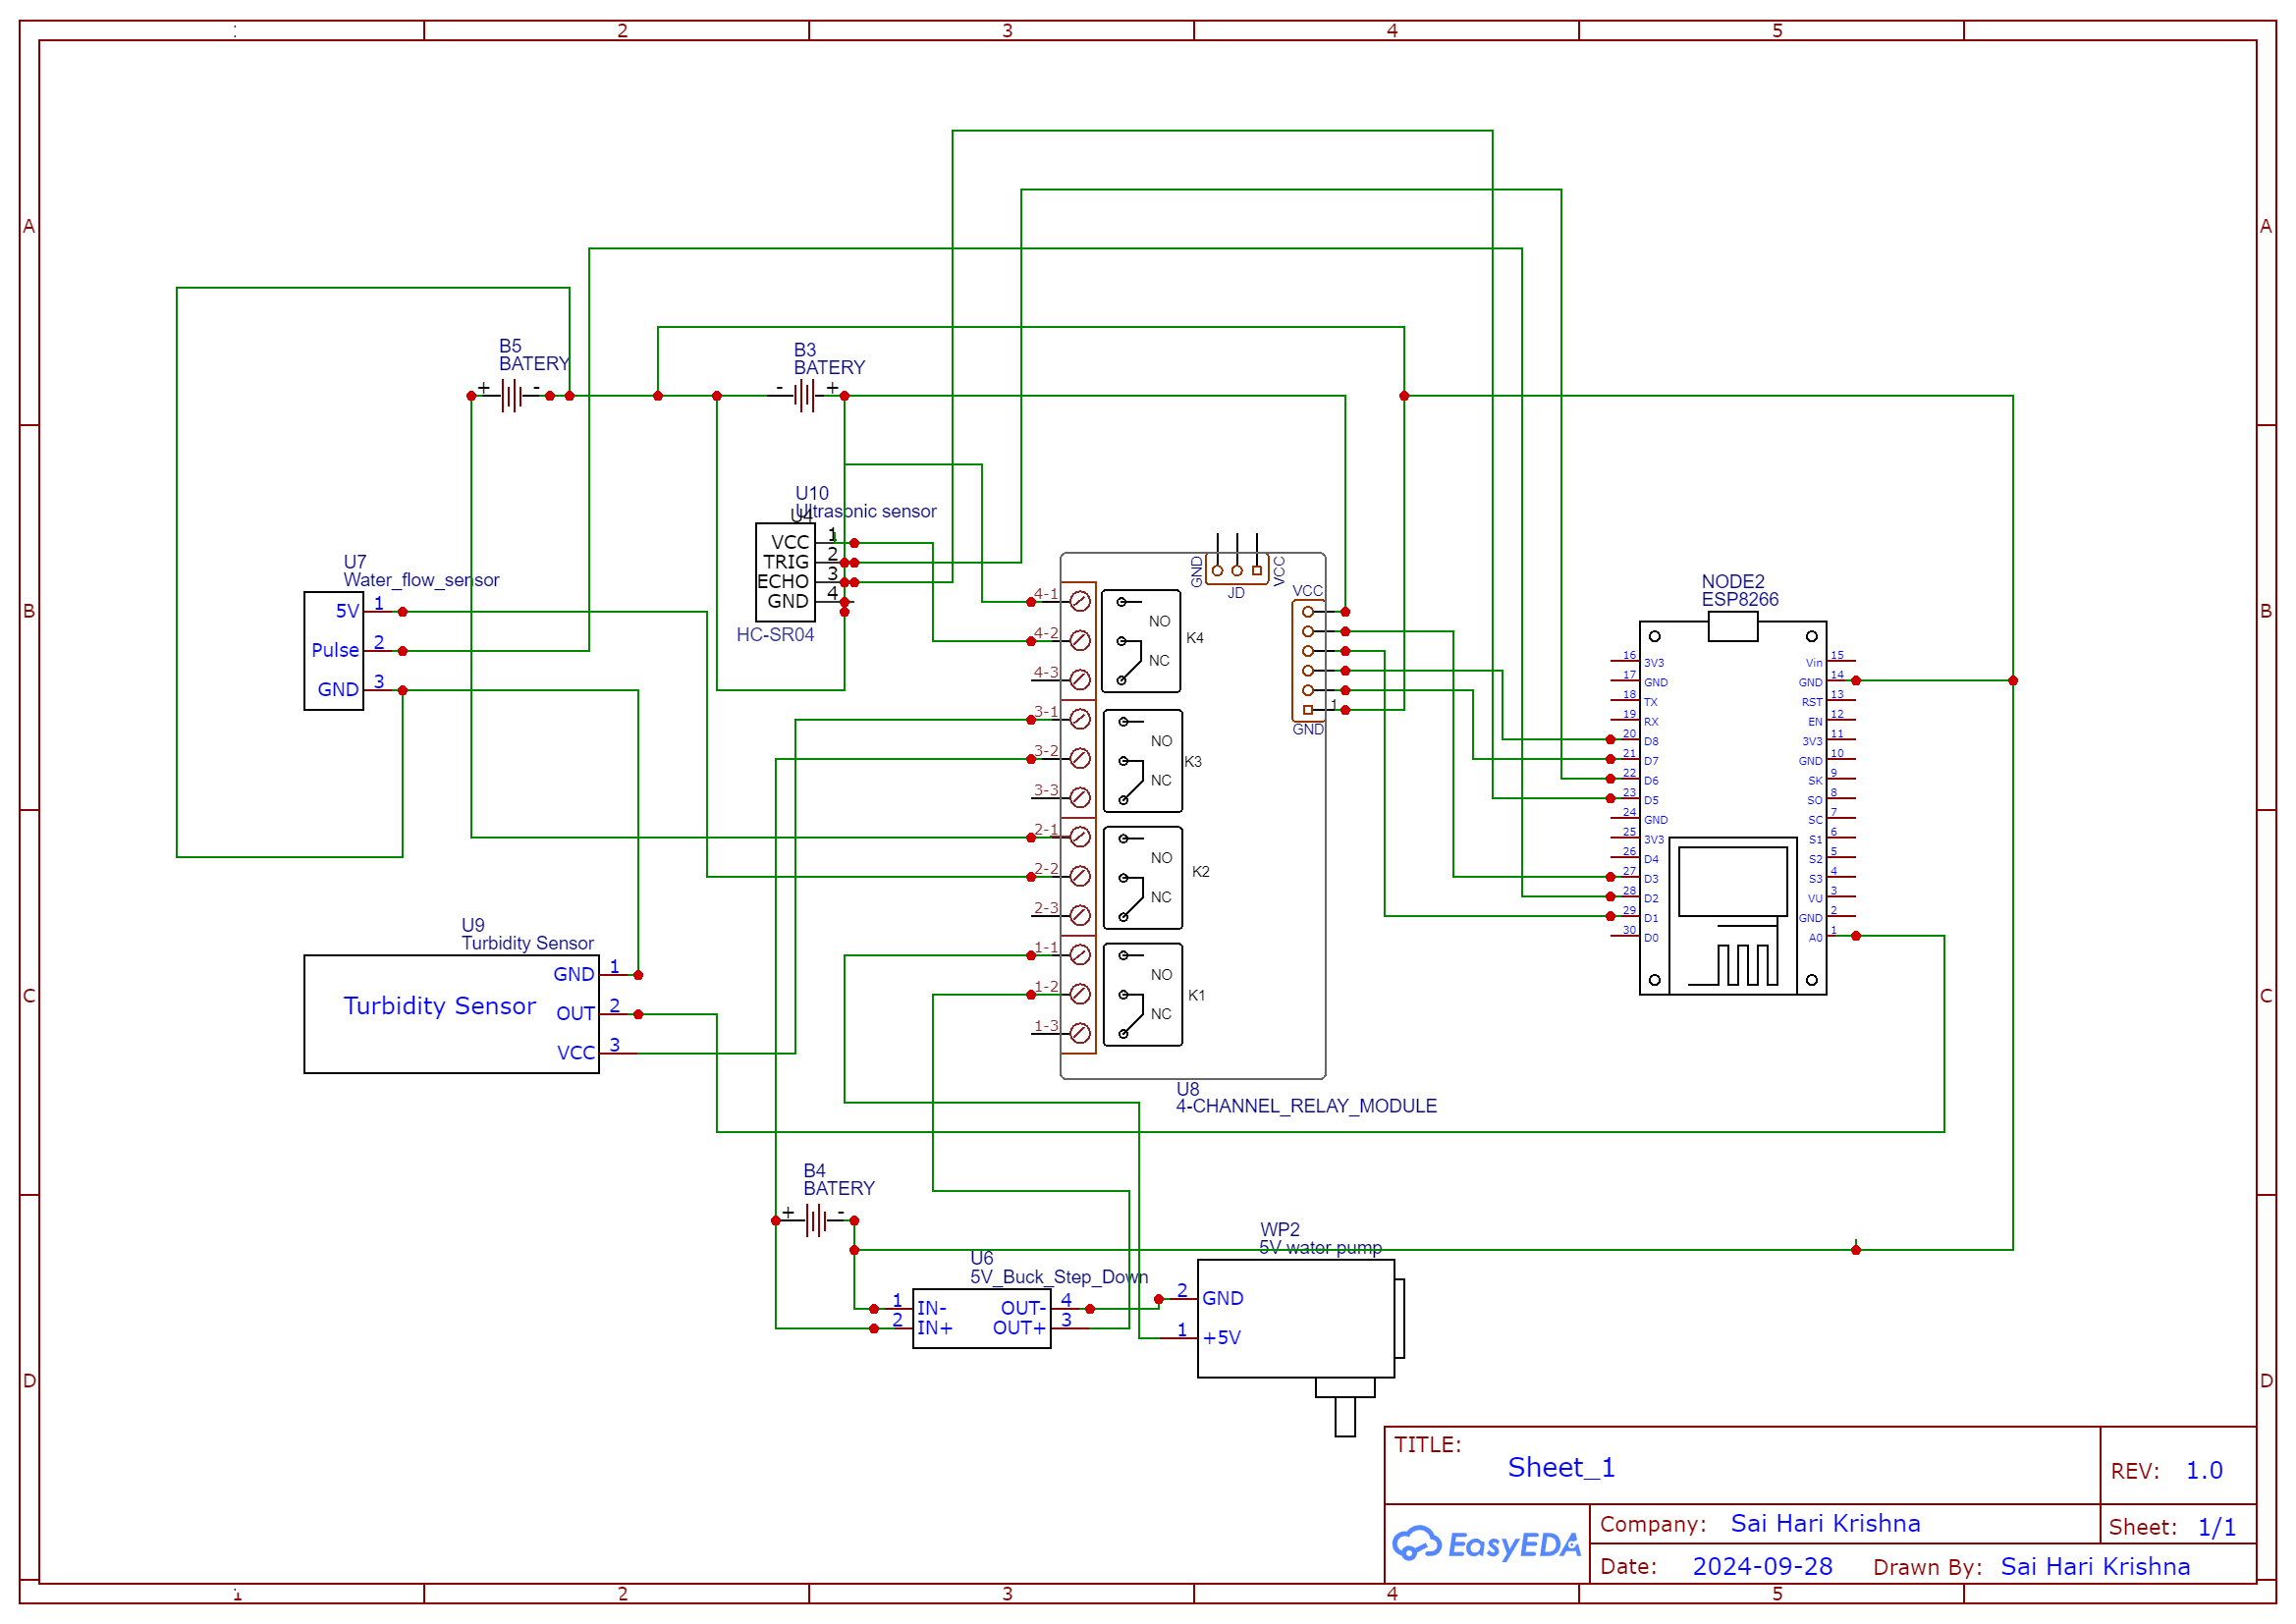 2
3
4
5
A
A
B5
BATERY
+
-
B3
BATERY
-
+
U10
Ultrasonic sensor
U4
VCC
1
TRIG
2
ECHO
3
GND
4
HC-SR04
U7
Water_flow_sensor
5V
1
Pulse
2
GND
3
B
B
GND
JD
VCC
VCC
1
GND
4-1
4-2
4-3
3-1
3-2
3-3
2-1
2-2
2-3
1-1
1-2
1-3
NO
NC
K4
NO
NC
K3
NO
NC
K2
NO
NC
K1
U8
4-CHANNEL_RELAY_MODULE
NODE2
ESP8266
16 3V3
17 GND
18 TX
19 RX
20 D8
21 D7
22 D6
23 D5
24 GND
25 3V3
26 D4
27 D3
28 D2
29 D1
30 D0
Vin 15
GND 14
RST 13
EN 12
3V3 11
GND 10
SK 9
SO 8
SC 7
S1 6
S2 5
S3 4
VU 3
GND 2
A0 1
C
C
U9
Turbidity Sensor
Turbidity Sensor
GND
1
OUT
2
VCC
3
B4
BATERY
+
-
U6
5V_Buck_Step_Down
1 IN-
2 IN+
OUT- 4
OUT+ 3
WP2
5V water pump
2 GND
1 +5V
D
D
TITLE:
Sheet_1
REV: 1.0
EasyEDA
Company: Sai Hari Krishna
Sheet: 1/1
Date: 2024-09-28
Drawn By: Sai Hari Krishna
1
2
3
4
5